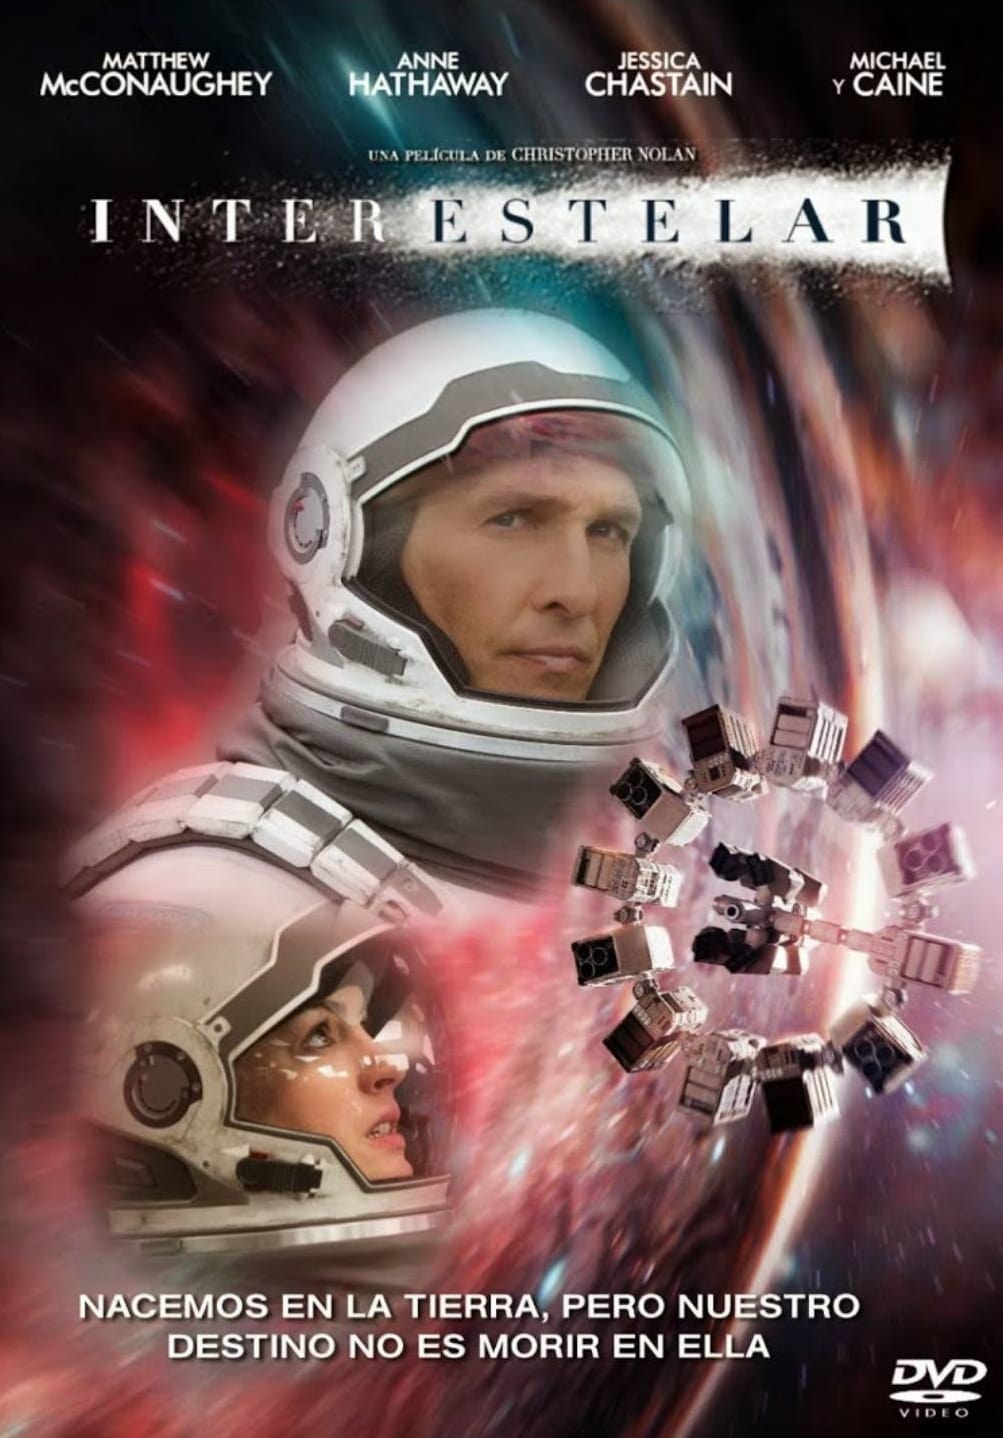 MATTHEW
McCONAUGHEY
ANNE
HATHAWAY
JESSICA
CHASTAIN
MICHAEL
Y CAINE
UNA PELÍCULA DE CHRISTOPHER NOLAN
INTERESTELAR
NACEMOS EN LA TIERRA, PERO NUESTRO
DESTINO NO ES MORIR EN ELLA
DVD
VIDEO